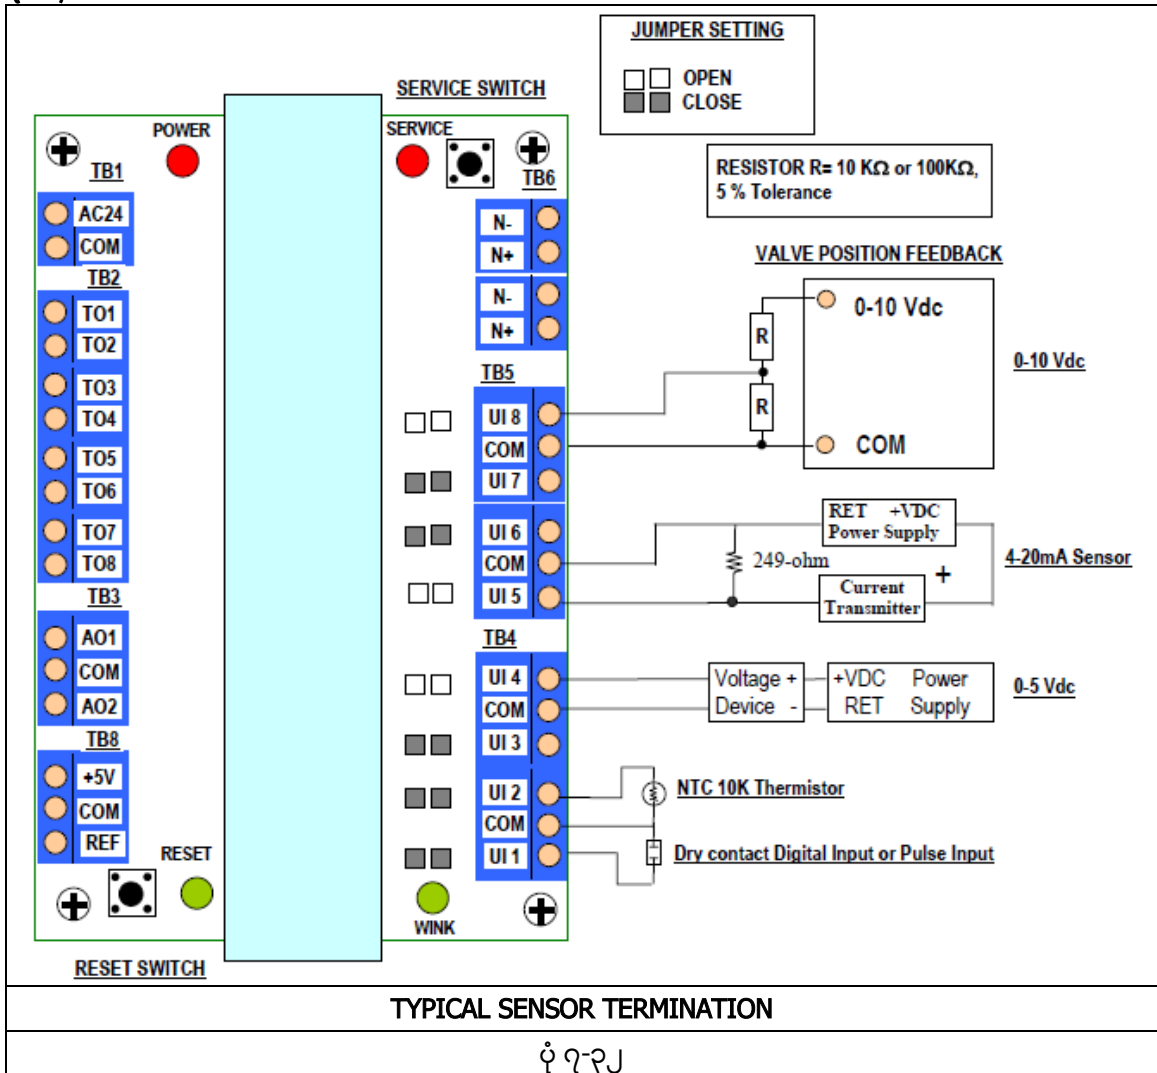 JUMPER SETTING
OPEN
CLOSE
SERVICE SWITCH
POWER
SERVICE
TB1
TB6
RESISTOR R= 10 KΩ or 100KΩ,
5 % Tolerance
AC24
COM
N-
N+
TB2
VALVE POSITION FEEDBACK
TO1
TO2
TO3
TO4
TO5
TO6
TO7
TO8
N-
N+
0-10 Vdc
R
R
COM
0-10 Vdc
TB5
UI 8
COM
UI 7
UI 6
COM
UI 5
RET +VDC
Power Supply
249-ohm
Current
Transmitter
+
4-20mA Sensor
TB3
AO1
COM
AO2
TB4
UI 4
COM
UI 3
Voltage +
Device -
+VDC Power
RET Supply
0-5 Vdc
TB8
+5V
COM
REF
UI 2
COM
UI 1
NTC 10K Thermistor
Dry contact Digital Input or Pulse Input
RESET
WINK
RESET SWITCH
TYPICAL SENSOR TERMINATION
ပုံ ၇-၃၂